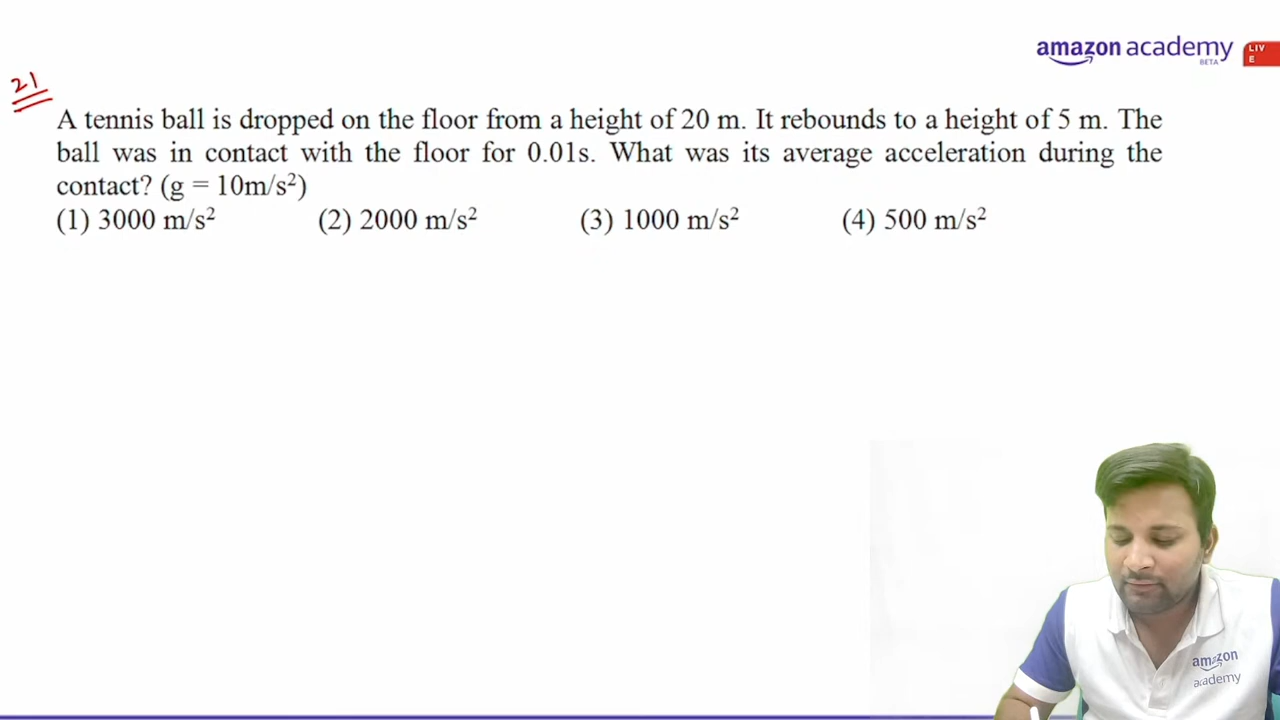 amazon academy
BETA
LIV
E
21
A tennis ball is dropped on the floor from a height of 20 m. It rebounds to a height of 5 m. The
ball was in contact with the floor for 0.01s. What was its average acceleration during the
contact? (g = 10m/s²)
(1) 3000 m/s² (2) 2000 m/s² (3) 1000 m/s² (4) 500 m/s²
amazon
academy